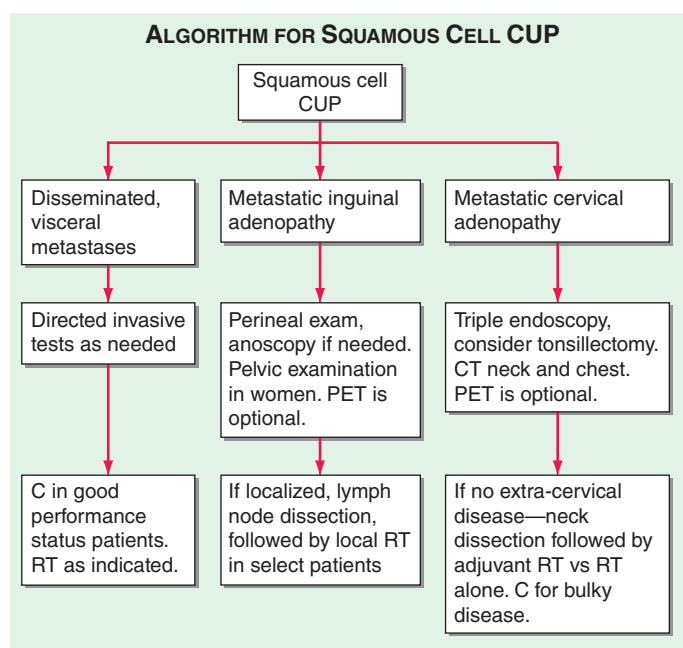 ALGORITHM FOR SQUAMOUS CELL CUP
Squamous cell
CUP
Disseminated,
visceral
metastases
Directed invasive
tests as needed
C in good
performance
status patients.
RT as indicated.
Metastatic inguinal
adenopathy
Perineal exam,
anoscopy if needed.
Pelvic examination
in women. PET is
optional.
If localized, lymph
node dissection,
followed by local RT
in select patients
Metastatic cervical
adenopathy
Triple endoscopy,
consider tonsillectomy.
CT neck and chest.
PET is optional.
If no extra-cervical
disease—neck
dissection followed by
adjuvant RT vs RT
alone. C for bulky
disease.